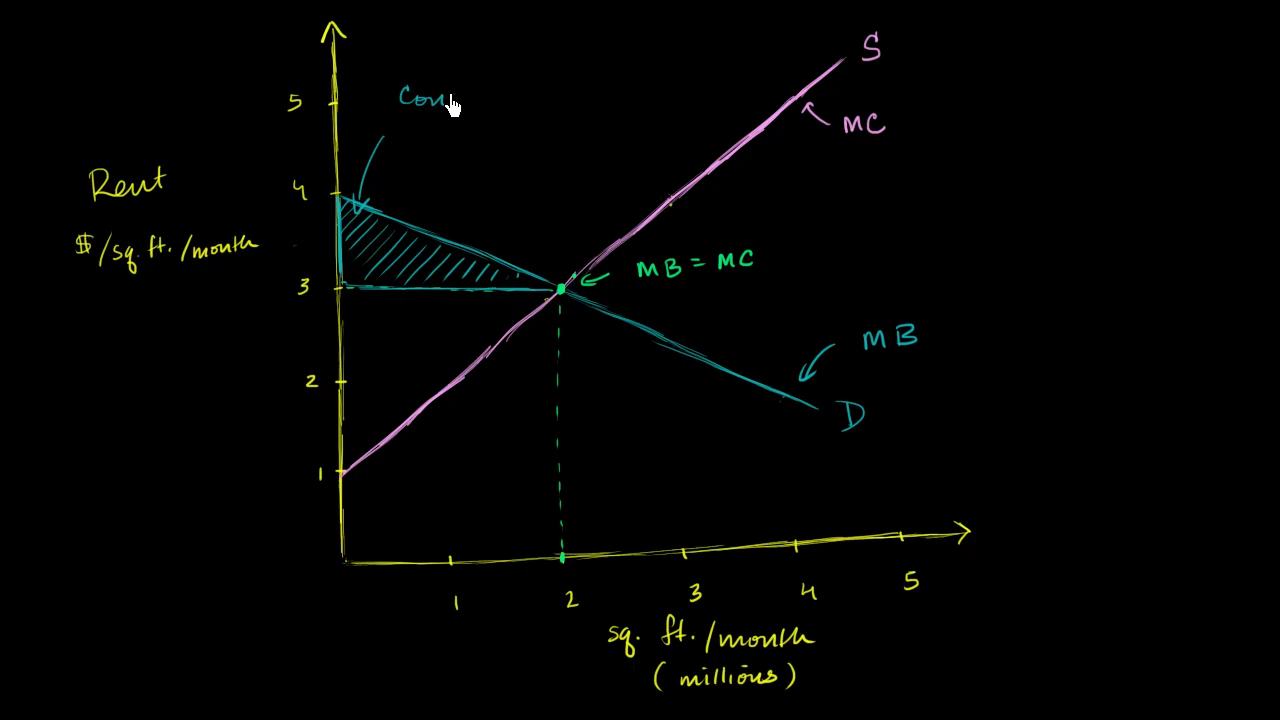 S
Con
5
MC
Rent
4
$/sq. ft. /month
MB = MC
3
MB
2
D
1
1 2 3 4 5
sq. ft. /month
(millions)